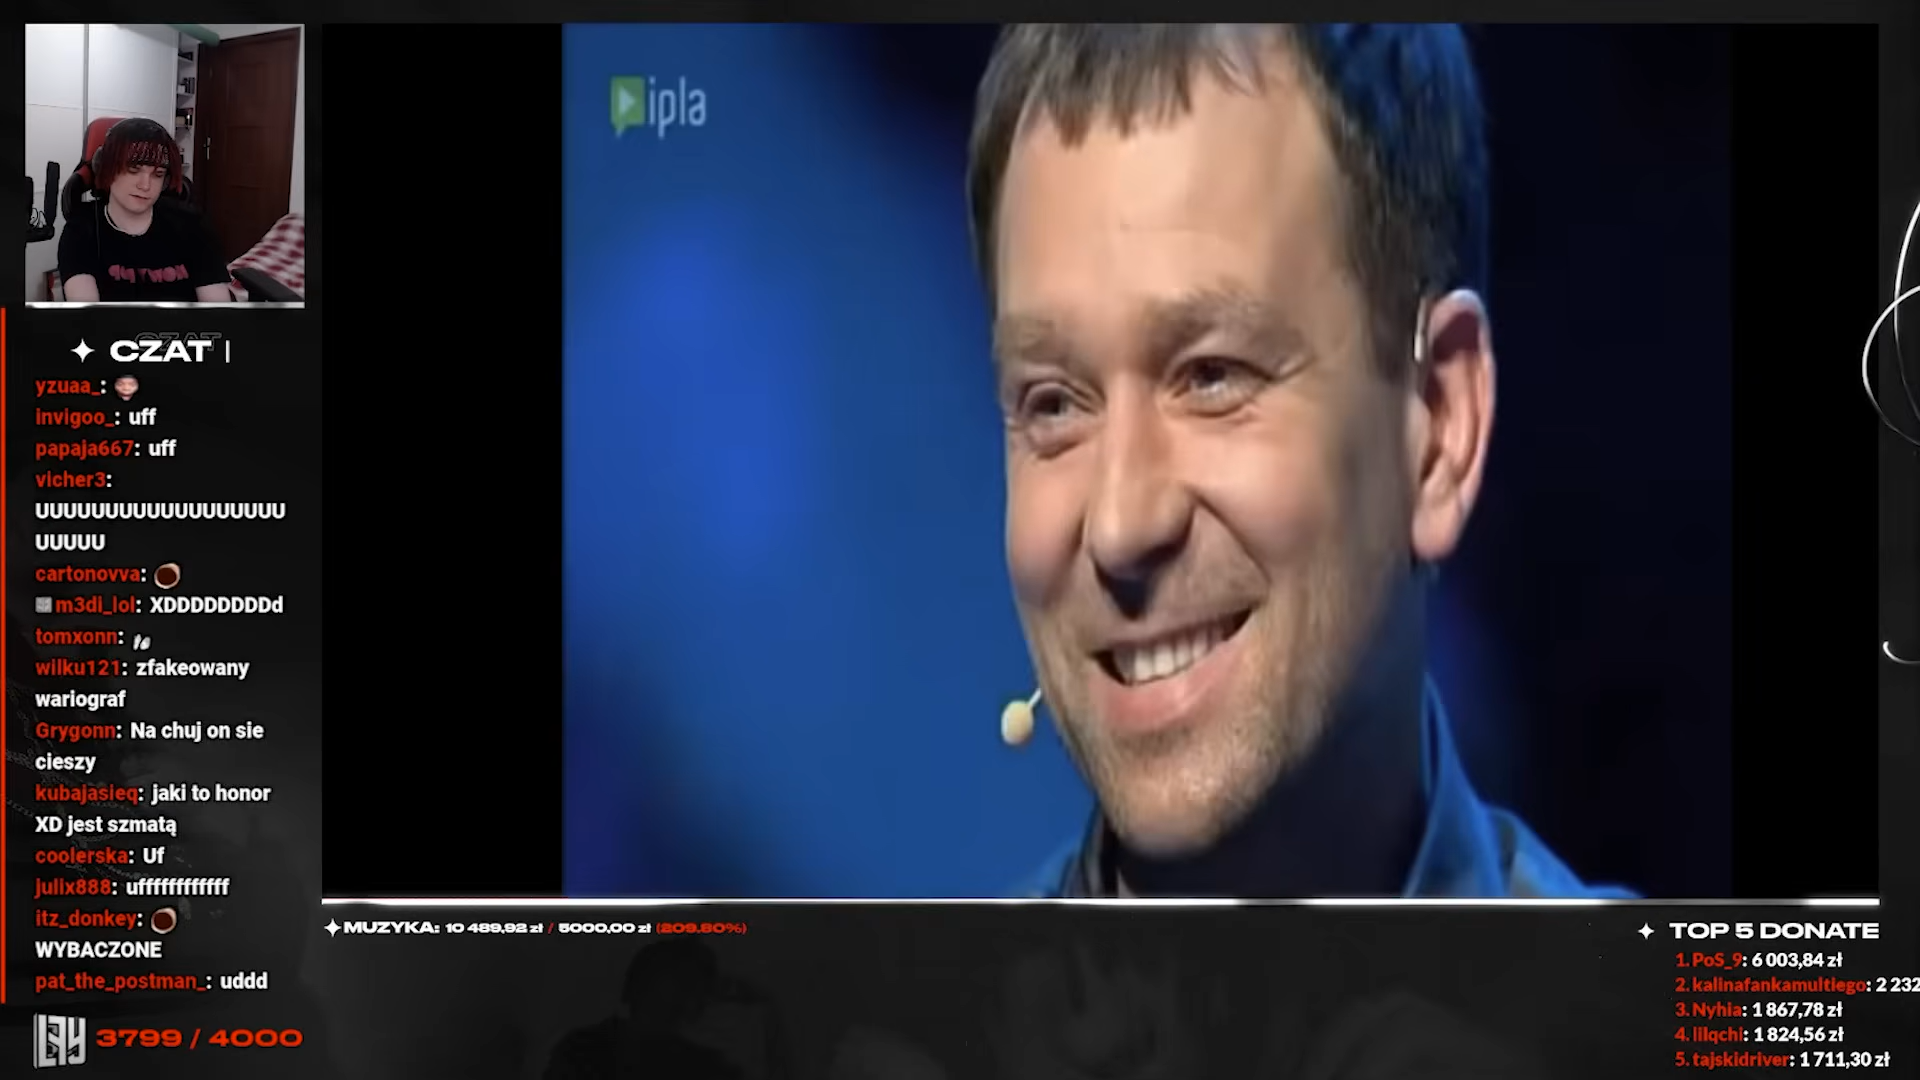 ipla
CZAT |
yzuaa_:
invigoo_: uff
papaja667: uff
vicher3:
UUUUUUUUUUUUUUUUUU
UUUUU
cartonovva:
m3di_lol: XDDDDDDDDd
tomxonn:
wilku121: zfakeowany
wariograf
Grygonn: Na chuj on sie
cieszy
kubajasieq: jaki to honor
XD jest szmatą
coolerska: Uf
julix888: uffffffffffff
itz_donkey:
WYBACZONE
pat_the_postman_: uddd
3799 / 4000
MUZYKA: 10 489,92 zł / 5000,00 zł (209.80%)
TOP 5 DONATE
1. PoS_9: 6 003,84 zł
2. kalinafankamultiego: 2 232
3. Nyhia: 1 867,78 zł
4. lilqchi: 1 824,56 zł
5. tajskidriver: 1 711,30 zł